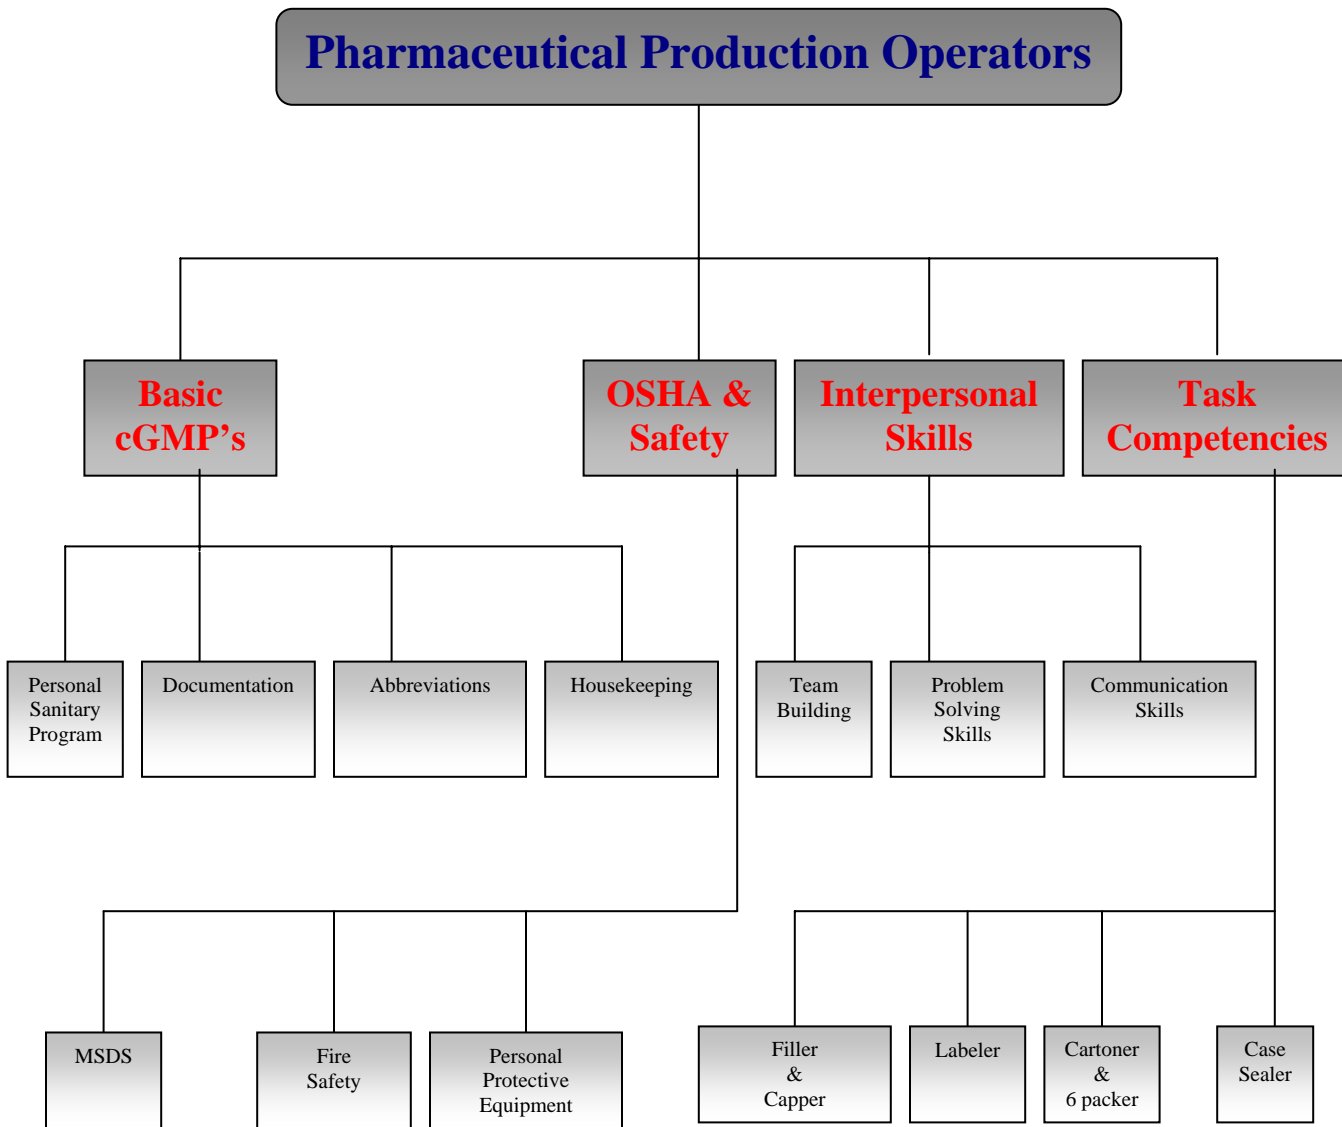 Pharmaceutical Production Operators
Basic
cGMP’s
OSHA &
Safety
Interpersonal
Skills
Task
Competencies
Personal
Sanitary
Program
Documentation
Abbreviations
Housekeeping
Team
Building
Problem
Solving
Skills
Communication
Skills
MSDS
Fire
Safety
Personal
Protective
Equipment
Filler
&
Capper
Labeler
Cartoner
&
6 packer
Case
Sealer